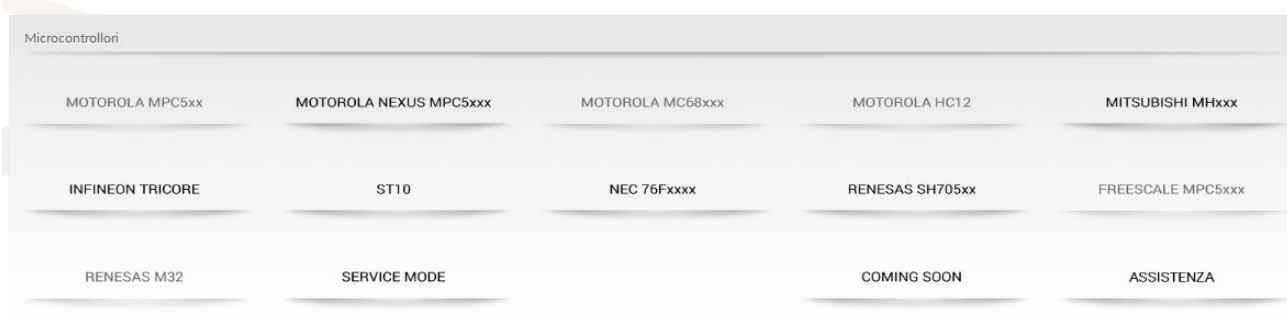 Microcontrollori
MOTOROLA MPC5xx MOTOROLA NEXUS MPC5xxx MOTOROLA MC68xxx MOTOROLA HC12 MITSUBISHI MHxxx
INFINEON TRICORE ST10 NEC 76Fxxxx RENESAS SH705xx FREESCALE MPC5xxx
RENESAS M32 SERVICE MODE COMING SOON ASSISTENZA